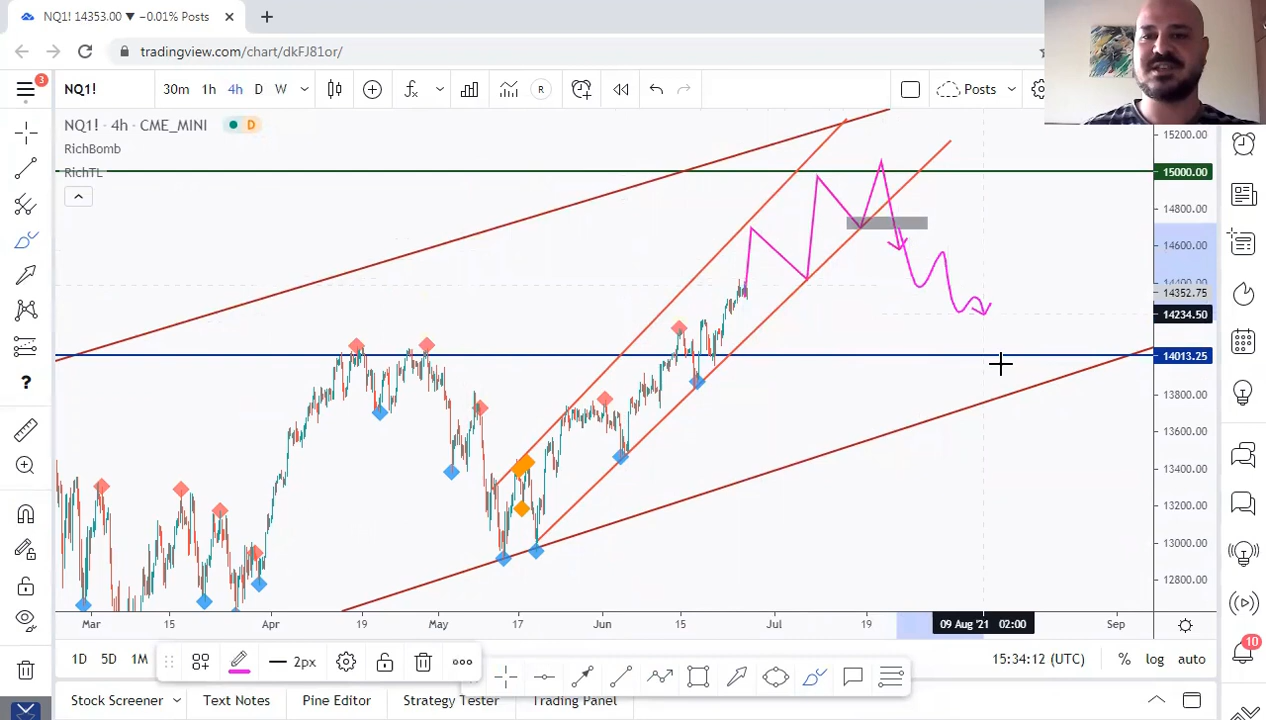 NQ1! 14353.00 ▼ −0.01% Posts
tradingview.com/chart/dkFJ81or/
3
NQ1! 30m 1h 4h D W R Posts
NQ1! · 4h · CME_MINI D
RichBomb
RichTL
15200.00
15000.00
14800.00
14600.00
14400.00
14352.75
14234.50
14013.25
13800.00
13600.00
13400.00
13200.00
13000.00
12800.00
Mar 15 Apr 19 May 17 Jun 15 Jul 19 09 Aug '21 02:00 Sep
1D 5D 1M 2px 15:34:12 (UTC) % log auto
10
Stock Screener Text Notes Pine Editor Strategy Tester Trading Panel